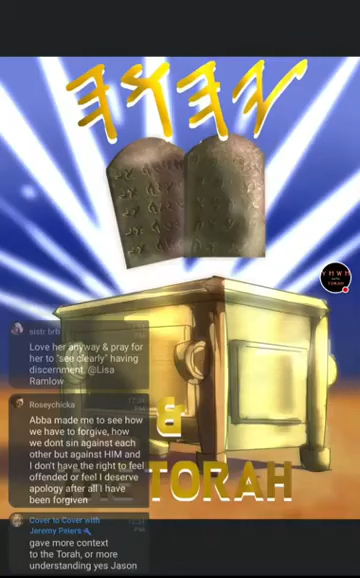 𐤉𐤄𐤅𐤄
Y H W H
TORAH
sistr brb
Love her anyway & pray for
her to "see clearly" having
discernment. @Lisa
Ramlow
Roseychicka
Abba made me to see how
we have to forgive, how
we dont sin against each
other but against HIM and
I don't have the right to feel
offended or feel I deserve
apology after all I have
been forgiven
&
TORAH
Cover to Cover with
Jeremy Peters
gave more context
to the Torah, or more
understanding yes Jason